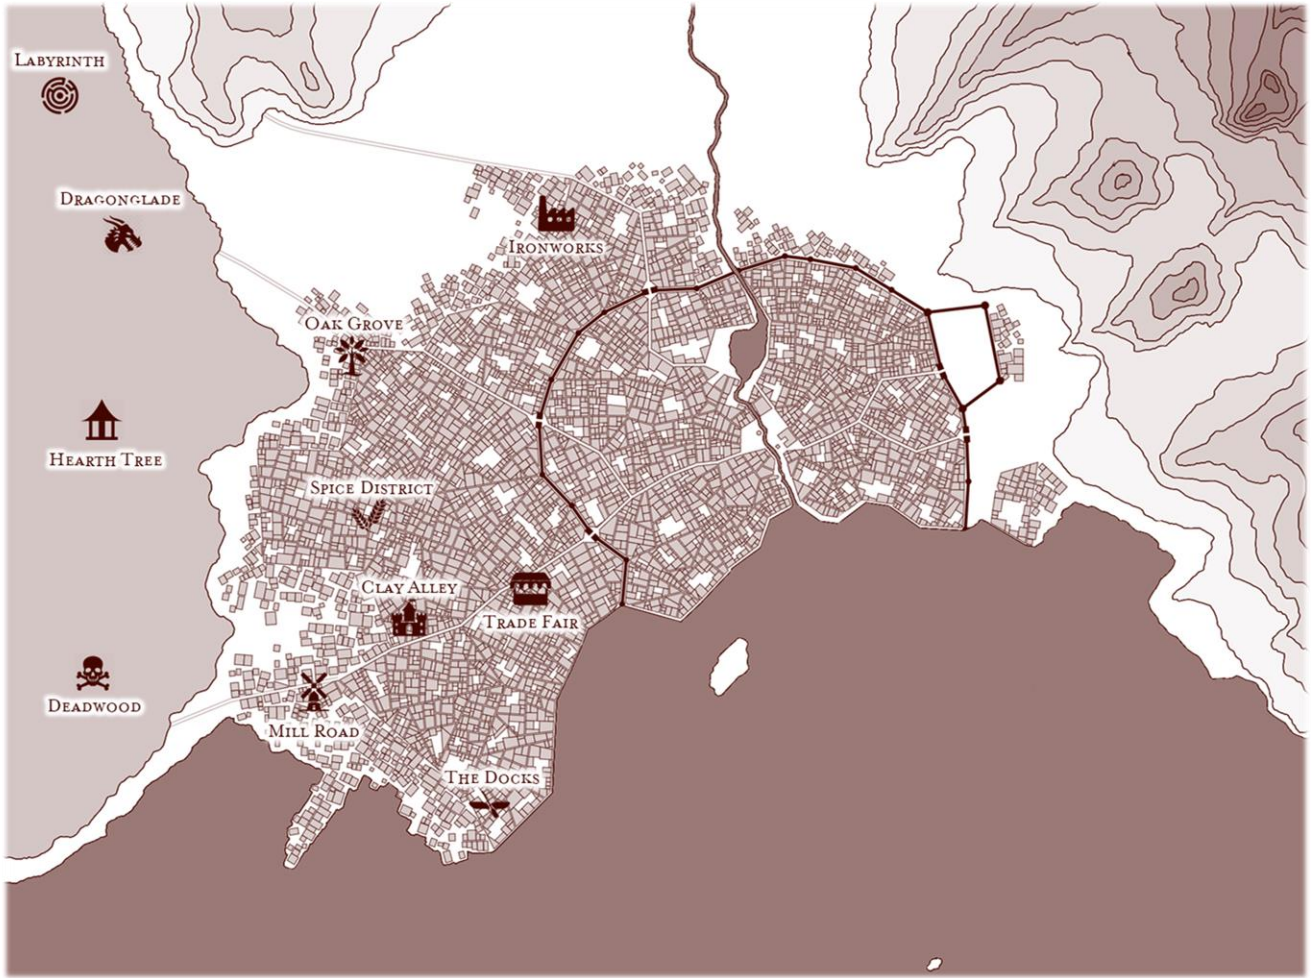 Labyrinth
Dragonglade
Ironworks
Oak Grove
Hearth Tree
Spice District
Clay Alley
Trade Fair
Deadwood
Mill Road
The Docks